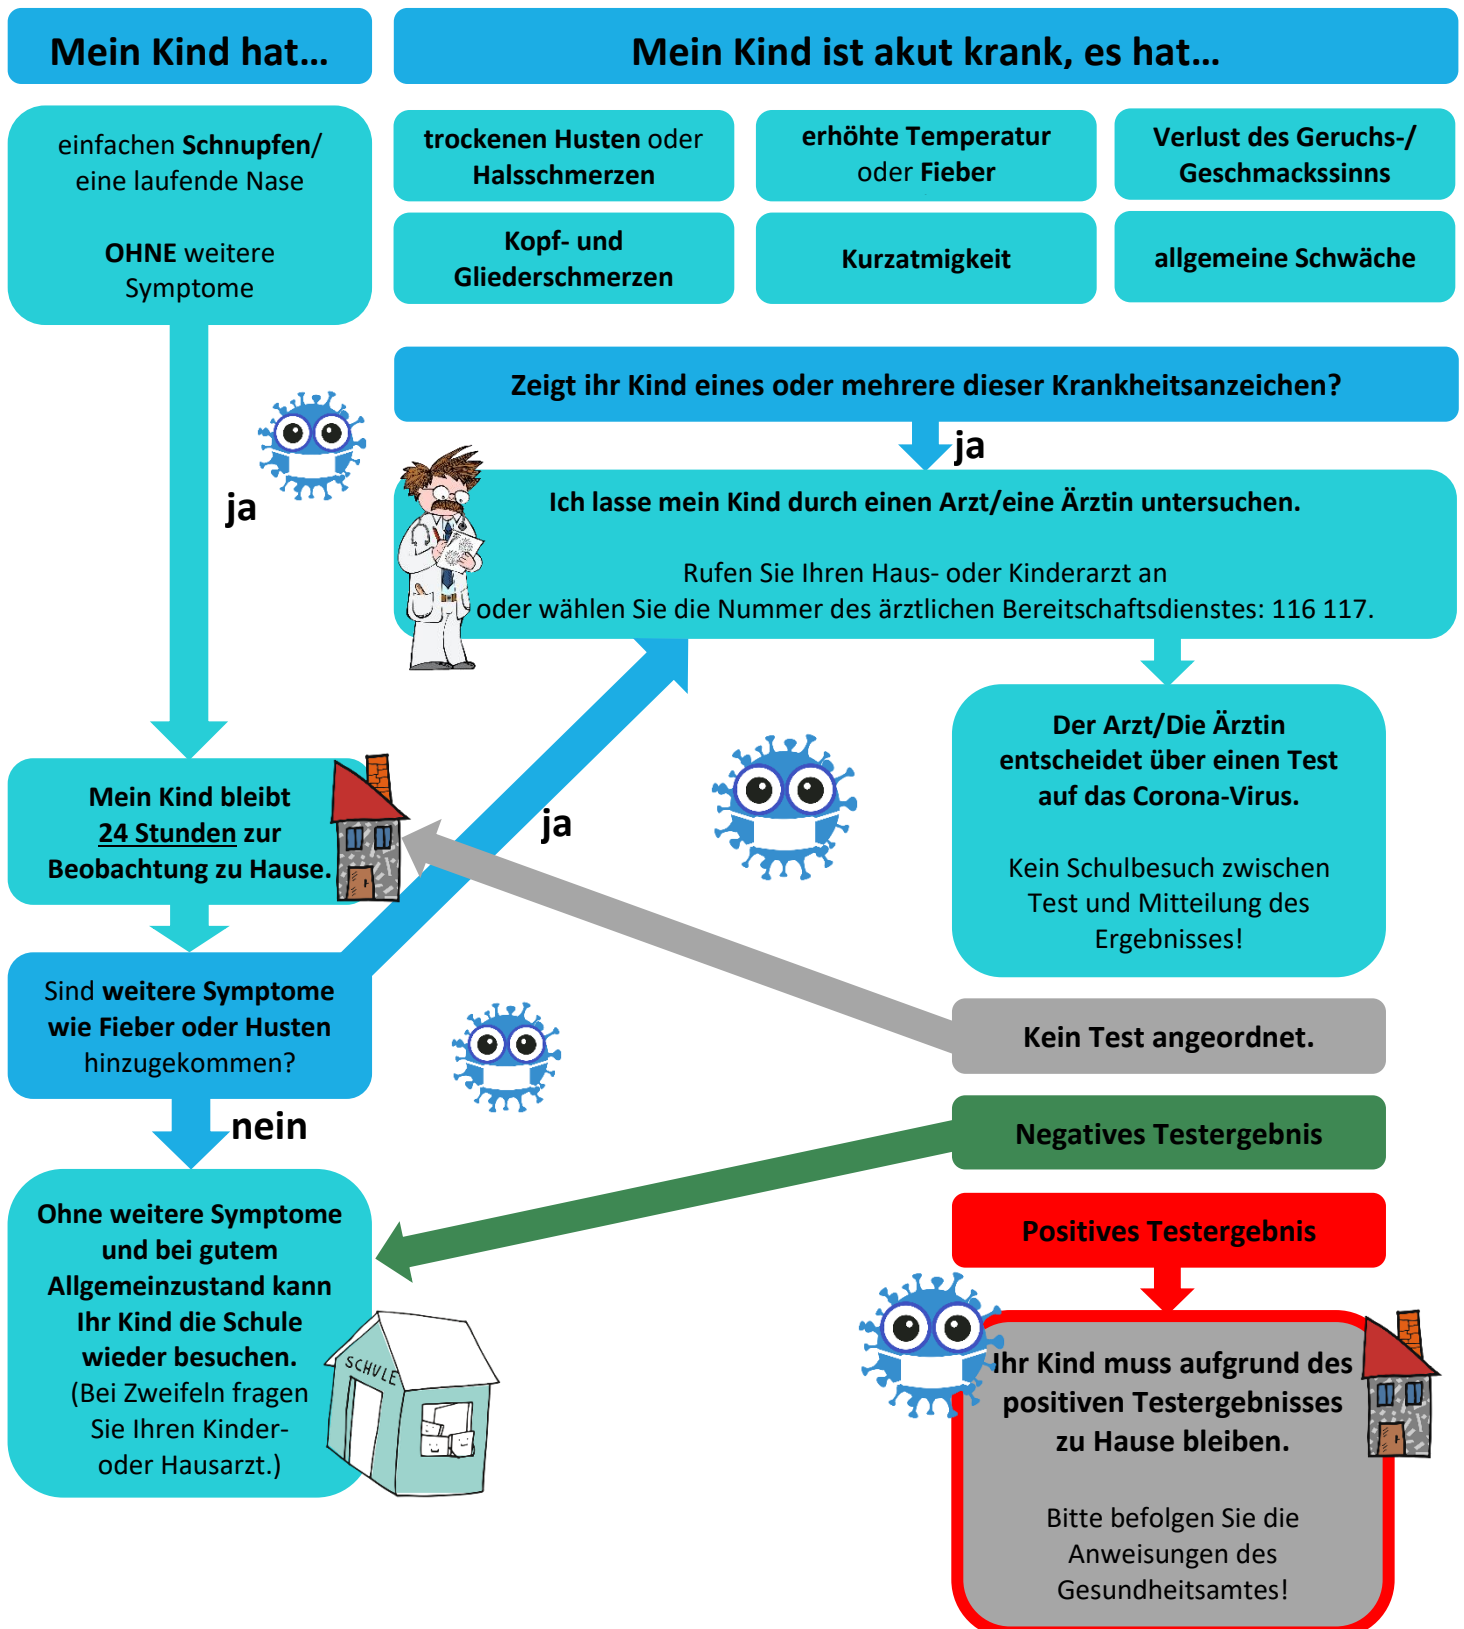 Mein Kind hat...
einfachen Schnupfen/
eine laufende Nase
OHNE weitere
Symptome
ja
Mein Kind bleibt
24 Stunden zur
Beobachtung zu Hause.
Sind weitere Symptome
wie Fieber oder Husten
hinzugekommen?
nein
Ohne weitere Symptome
und bei gutem
Allgemeinzustand kann
Ihr Kind die Schule
wieder besuchen.
(Bei Zweifeln fragen
Sie Ihren Kinder-
oder Hausarzt.)
SCHULE
Mein Kind ist akut krank, es hat...
trockenen Husten oder
Halsschmerzen
erhöhte Temperatur
oder Fieber
Verlust des Geruchs-/
Geschmackssinns
Kopf- und
Gliederschmerzen
Kurzatmigkeit
allgemeine Schwäche
Zeigt ihr Kind eines oder mehrere dieser Krankheitsanzeichen?
ja
Ich lasse mein Kind durch einen Arzt/eine Ärztin untersuchen.
Rufen Sie Ihren Haus- oder Kinderarzt an
oder wählen Sie die Nummer des ärztlichen Bereitschaftsdienstes: 116 117.
ja
Der Arzt/Die Ärztin
entscheidet über einen Test
auf das Corona-Virus.
Kein Schulbesuch zwischen
Test und Mitteilung des
Ergebnisses!
Kein Test angeordnet.
Negatives Testergebnis
Positives Testergebnis
Ihr Kind muss aufgrund des
positiven Testergebnisses
zu Hause bleiben.
Bitte befolgen Sie die
Anweisungen des
Gesundheitsamtes!